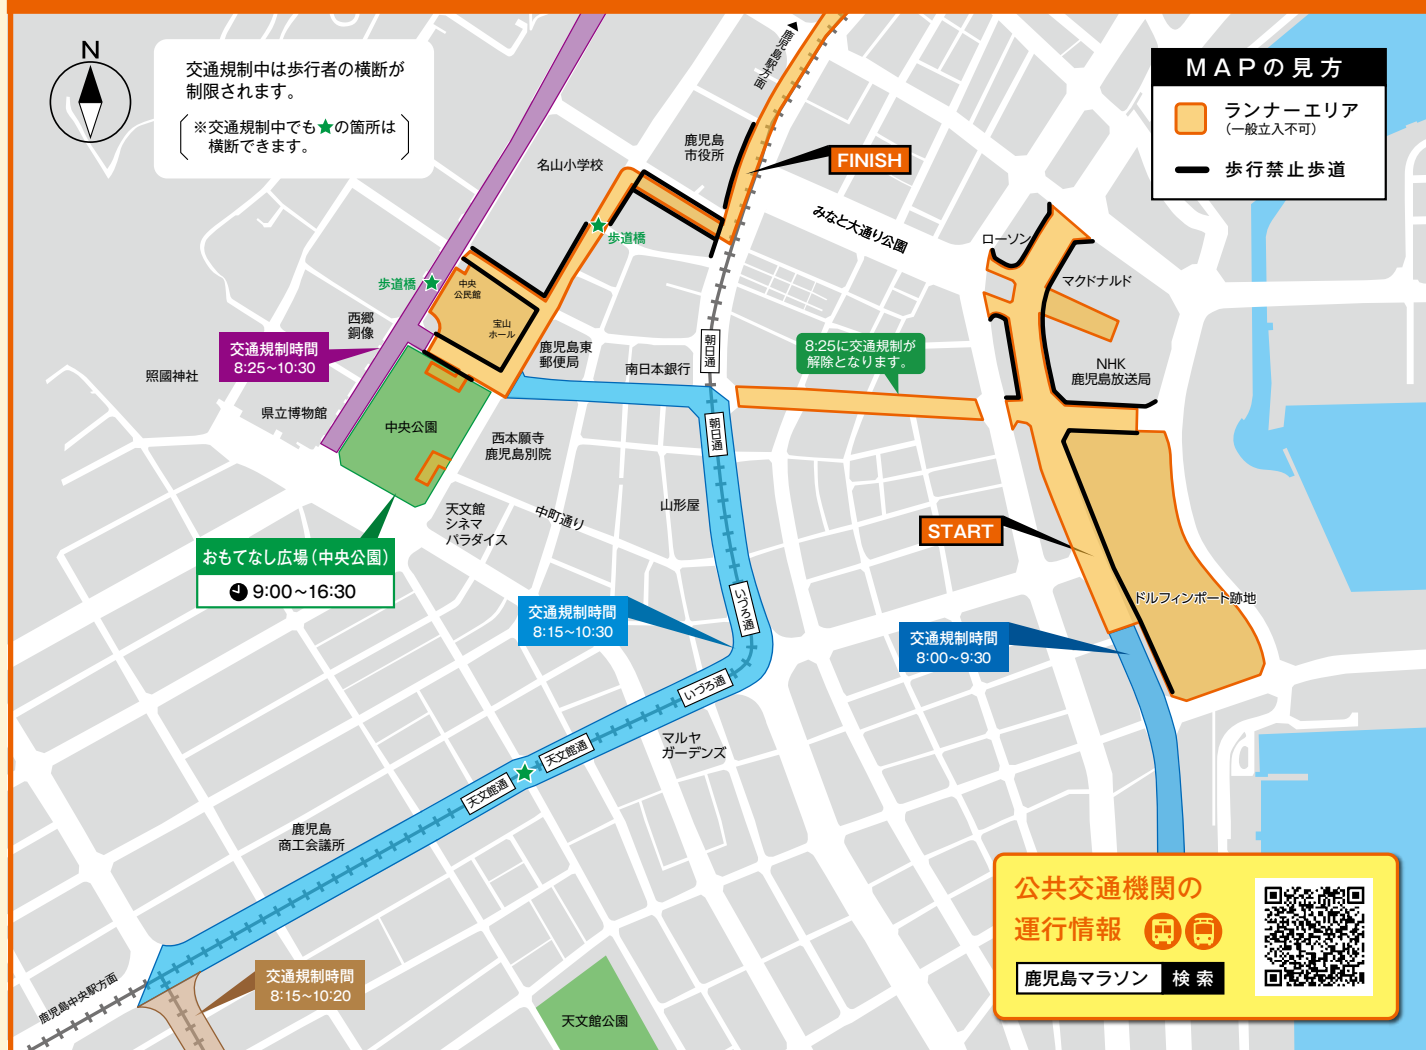 N
交通規制中は歩行者の横断が
制限されます。
※交通規制中でも★の箇所は
横断できます。
MAPの見方
ランナーエリア
(一般立入不可)
歩行禁止歩道
鹿児島駅方面
鹿児島
市役所
FINISH
名山小学校
みなと大通り公園
歩道橋
ローソン
マクドナルド
歩道橋
中央
公民館
宝山
ホール
西郷
銅像
交通規制時間
8:25~10:30
照國神社
県立博物館
鹿児島東
郵便局
南日本銀行
朝日通
8:25に交通規制が
解除となります。
NHK
鹿児島放送局
中央公園
朝日通
西本願寺
鹿児島別院
天文館
シネマ
パラダイス
中町通り
山形屋
START
おもてなし広場(中央公園)
9:00~16:30
交通規制時間
8:15~10:30
いづろ通
ドルフィンポート跡地
交通規制時間
8:00~9:30
いづろ通
マルヤ
ガーデンズ
天文館通
天文館通
鹿児島
商工会議所
鹿児島中央駅方面
交通規制時間
8:15~10:20
天文館公園
公共交通機関の
運行情報
鹿児島マラソン 検索